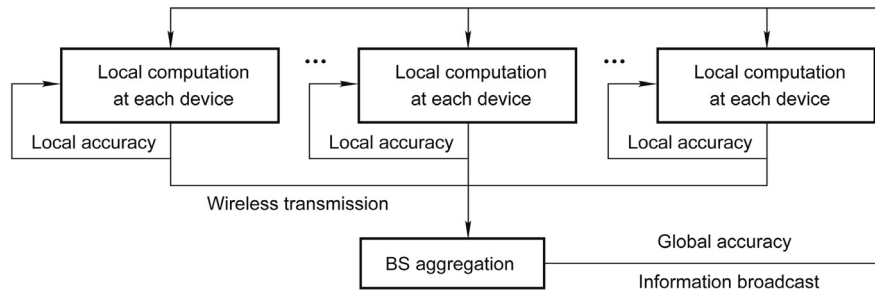 ... ...
Local computation
at each device
Local computation
at each device
Local computation
at each device
Local accuracy
Local accuracy
Local accuracy
Wireless transmission
Global accuracy
BS aggregation
Information broadcast